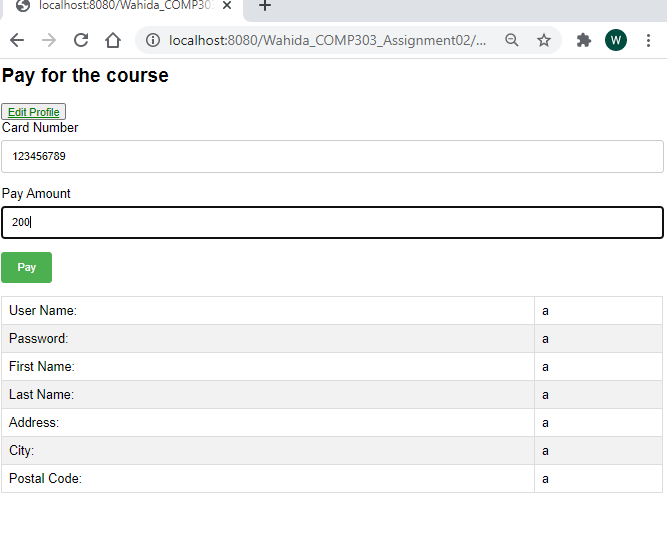 localhost:8080/Wahida_COMP303
localhost:8080/Wahida_COMP303_Assignment02/...
W
Pay for the course
Edit Profile
Card Number
123456789
Pay Amount
200
Pay
User Name: a
Password: a
First Name: a
Last Name: a
Address: a
City: a
Postal Code: a